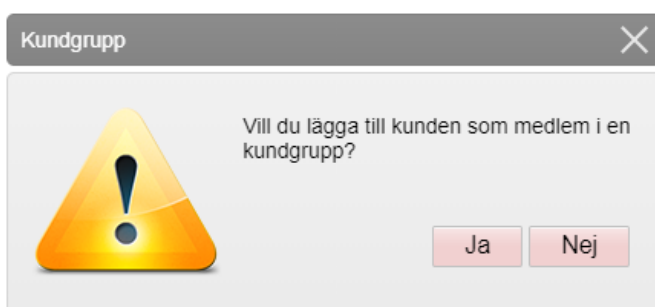 Kundgrupp
Vill du lägga till kunden som medlem i en
kundgrupp?
Ja
Nej